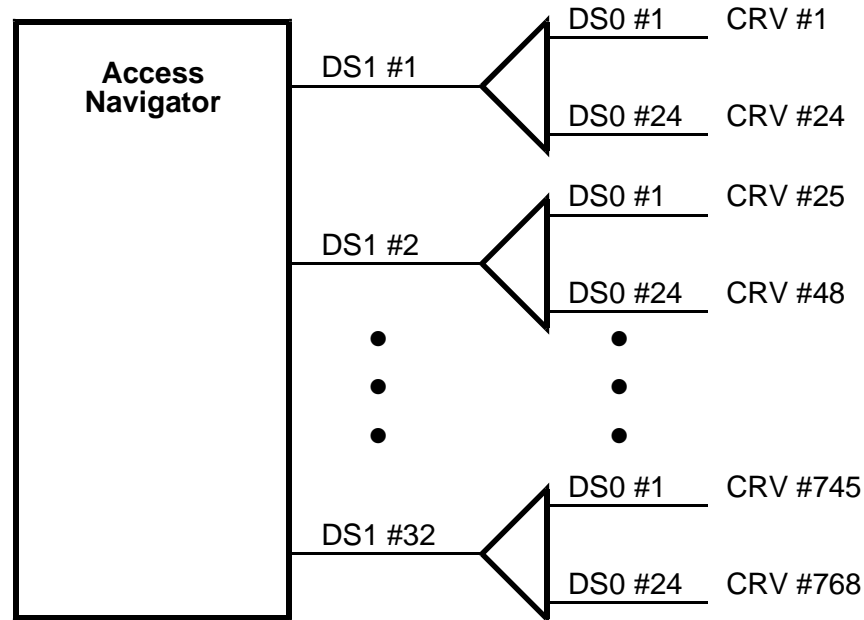 Access
Navigator
DS1 #1
DS0 #1 CRV #1
DS0 #24 CRV #24
DS1 #2
DS0 #1 CRV #25
DS0 #24 CRV #48
DS1 #32
DS0 #1 CRV #745
DS0 #24 CRV #768